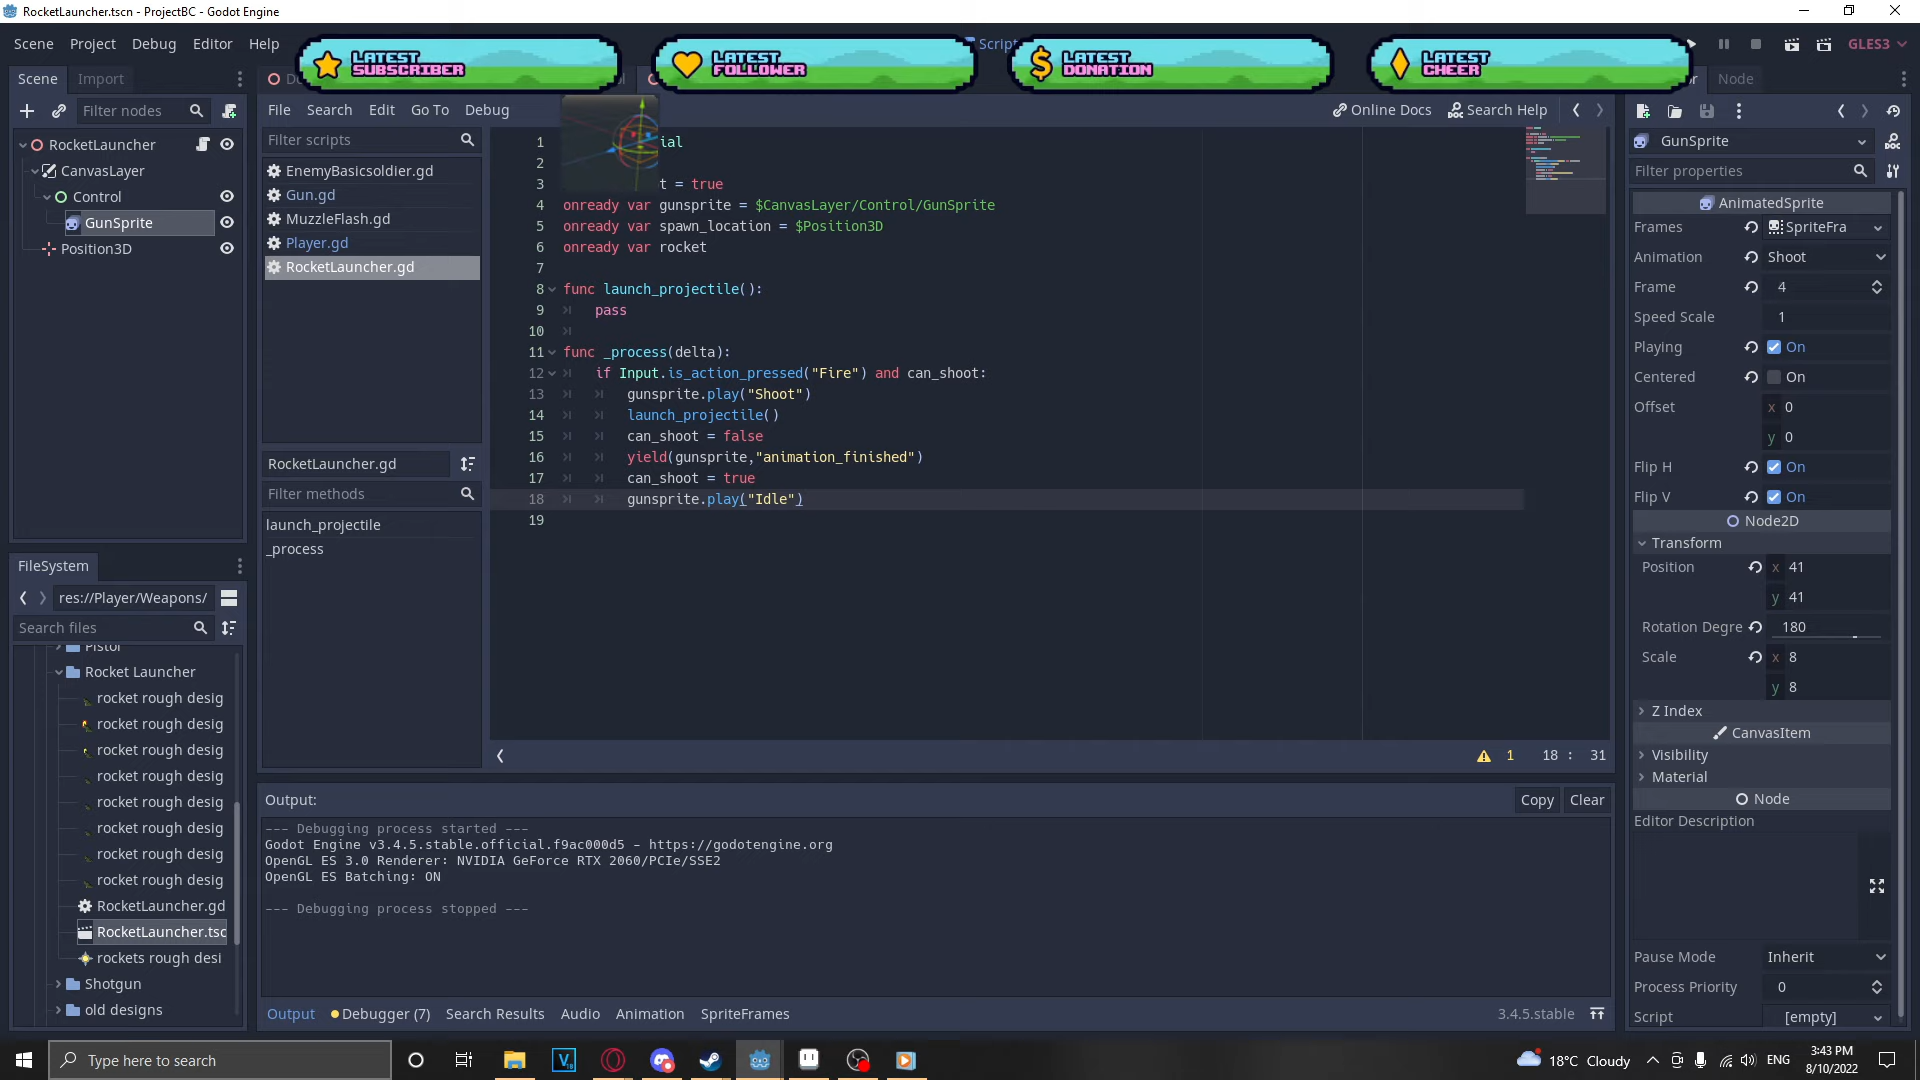 RocketLauncher.tscn - ProjectBC - Godot Engine
Scene Project Debug Editor Help
Script
GLES3
LATEST SUBSCRIBER
LATEST FOLLOWER
LATEST DONATION
LATEST CHEER
Scene Import
Node
Filter nodes
RocketLauncher
CanvasLayer
Control
GunSprite
Position3D
File Search Edit Go To Debug
Online Docs Search Help
Filter scripts
EnemyBasicsoldier.gd
Gun.gd
MuzzleFlash.gd
Player.gd
RocketLauncher.gd
RocketLauncher.gd
Filter methods
launch_projectile
_process
1 ial
2
3 t = true
4 onready var gunsprite = $CanvasLayer/Control/GunSprite
5 onready var spawn_location = $Position3D
6 onready var rocket
7
8 func launch_projectile():
9 pass
10
11 func _process(delta):
12 if Input.is_action_pressed("Fire") and can_shoot:
13 gunsprite.play("Shoot")
14 launch_projectile()
15 can_shoot = false
16 yield(gunsprite,"animation_finished")
17 can_shoot = true
18 gunsprite.play("Idle")
19
1 18 : 31
FileSystem
res://Player/Weapons/
Search files
Pistol
Rocket Launcher
rocket rough desig
rocket rough desig
rocket rough desig
rocket rough desig
rocket rough desig
rocket rough desig
rocket rough desig
rocket rough desig
RocketLauncher.gd
RocketLauncher.tsc
rockets rough desi
Shotgun
old designs
Output:
Copy Clear
--- Debugging process started ---
Godot Engine v3.4.5.stable.official.f9ac000d5 - https://godotengine.org
OpenGL ES 3.0 Renderer: NVIDIA GeForce RTX 2060/PCIe/SSE2
OpenGL ES Batching: ON
--- Debugging process stopped ---
Output Debugger (7) Search Results Audio Animation SpriteFrames
3.4.5.stable
GunSprite
Filter properties
AnimatedSprite
Frames SpriteFra
Animation Shoot
Frame 4
Speed Scale 1
Playing On
Centered On
Offset x 0
y 0
Flip H On
Flip V On
Node2D
Transform
Position x 41
y 41
Rotation Degre 180
Scale x 8
y 8
Z Index
CanvasItem
Visibility
Material
Node
Editor Description
Pause Mode Inherit
Process Priority 0
Script [empty]
Type here to search
18°C Cloudy
ENG
3:43 PM
8/10/2022